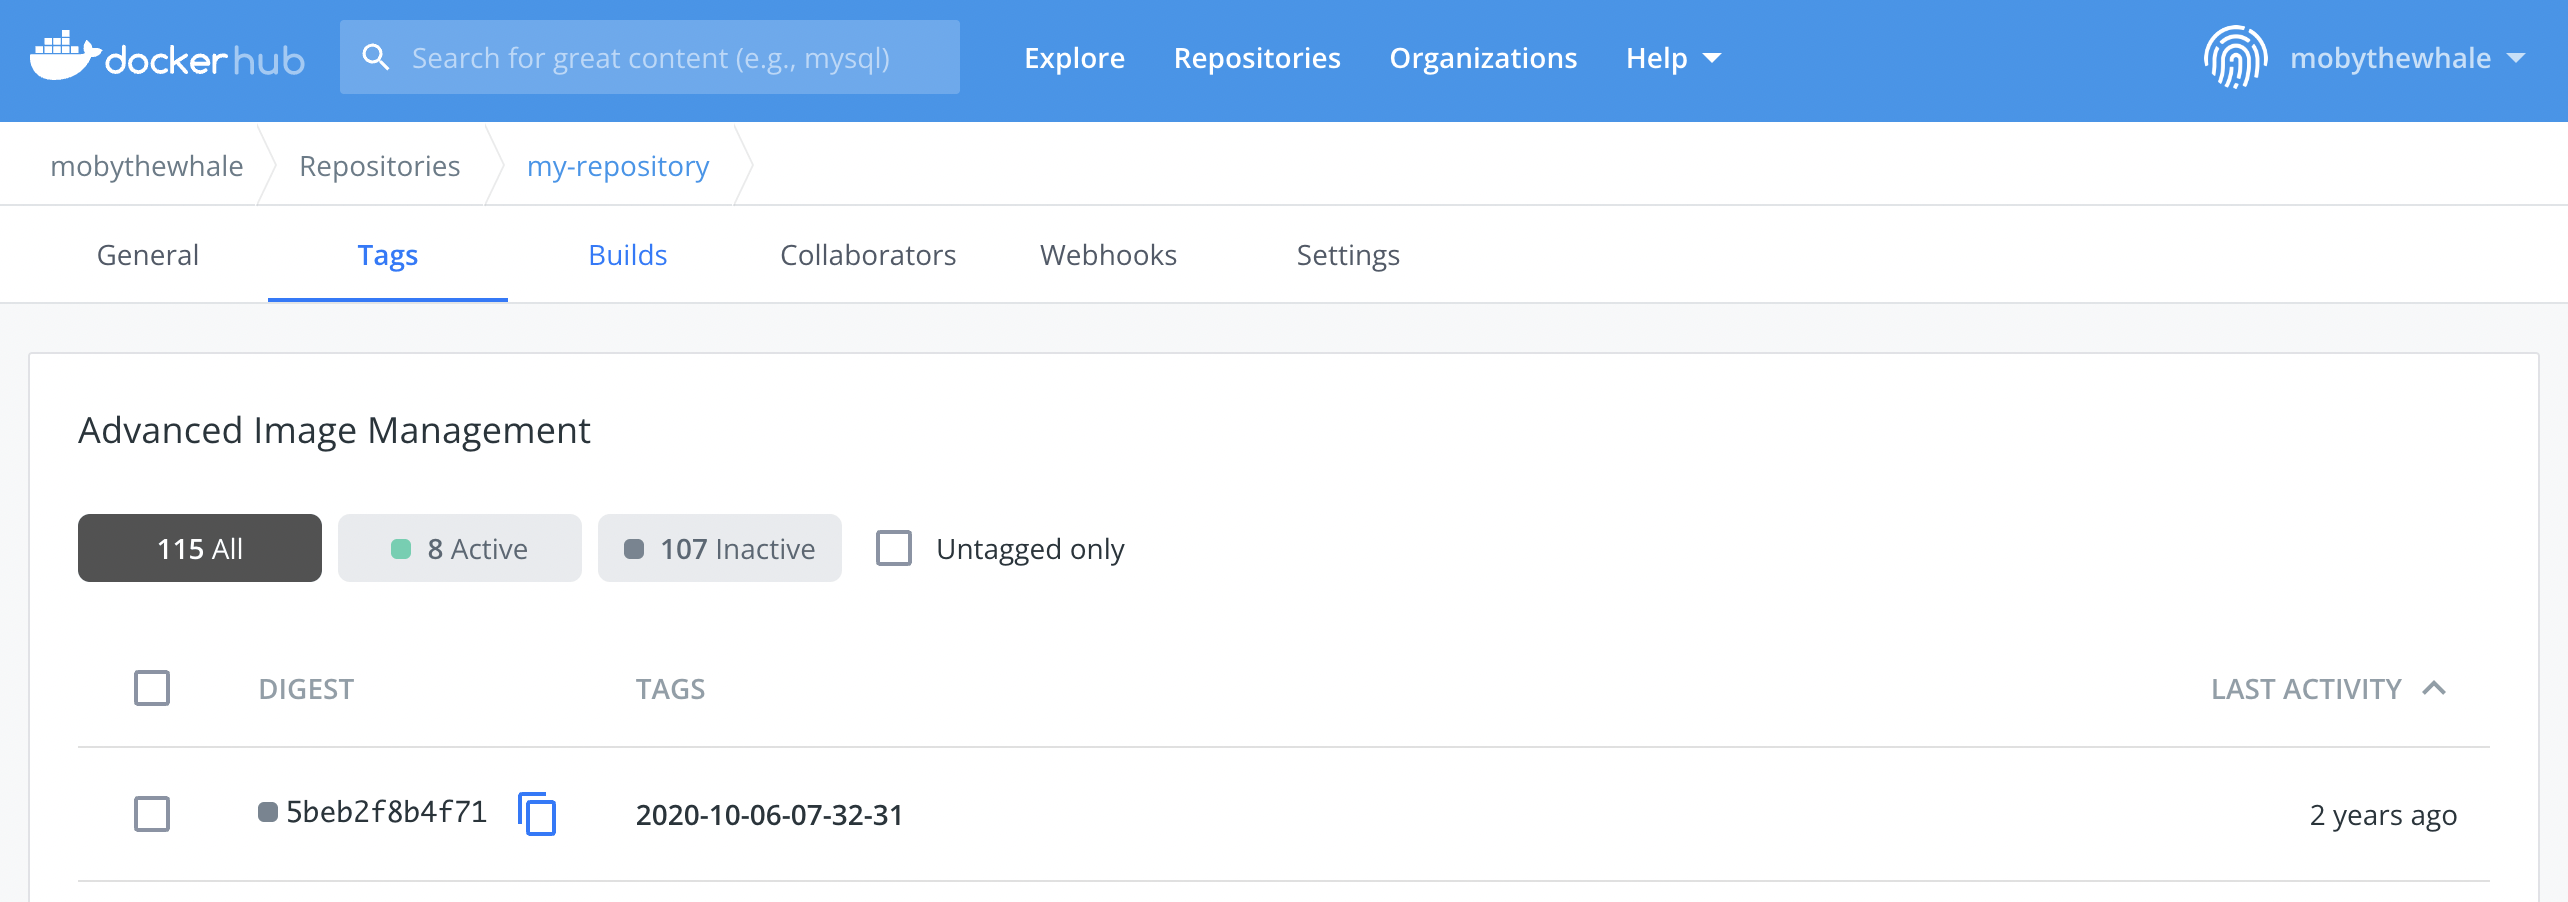 dockerhub Search for great content (e.g., mysql) Explore Repositories Organizations Help mobythewhale
mobythewhale Repositories my-repository
General Tags Builds Collaborators Webhooks Settings
Advanced Image Management
115 All 8 Active 107 Inactive Untagged only
DIGEST TAGS LAST ACTIVITY
5beb2f8b4f71 2020-10-06-07-32-31 2 years ago